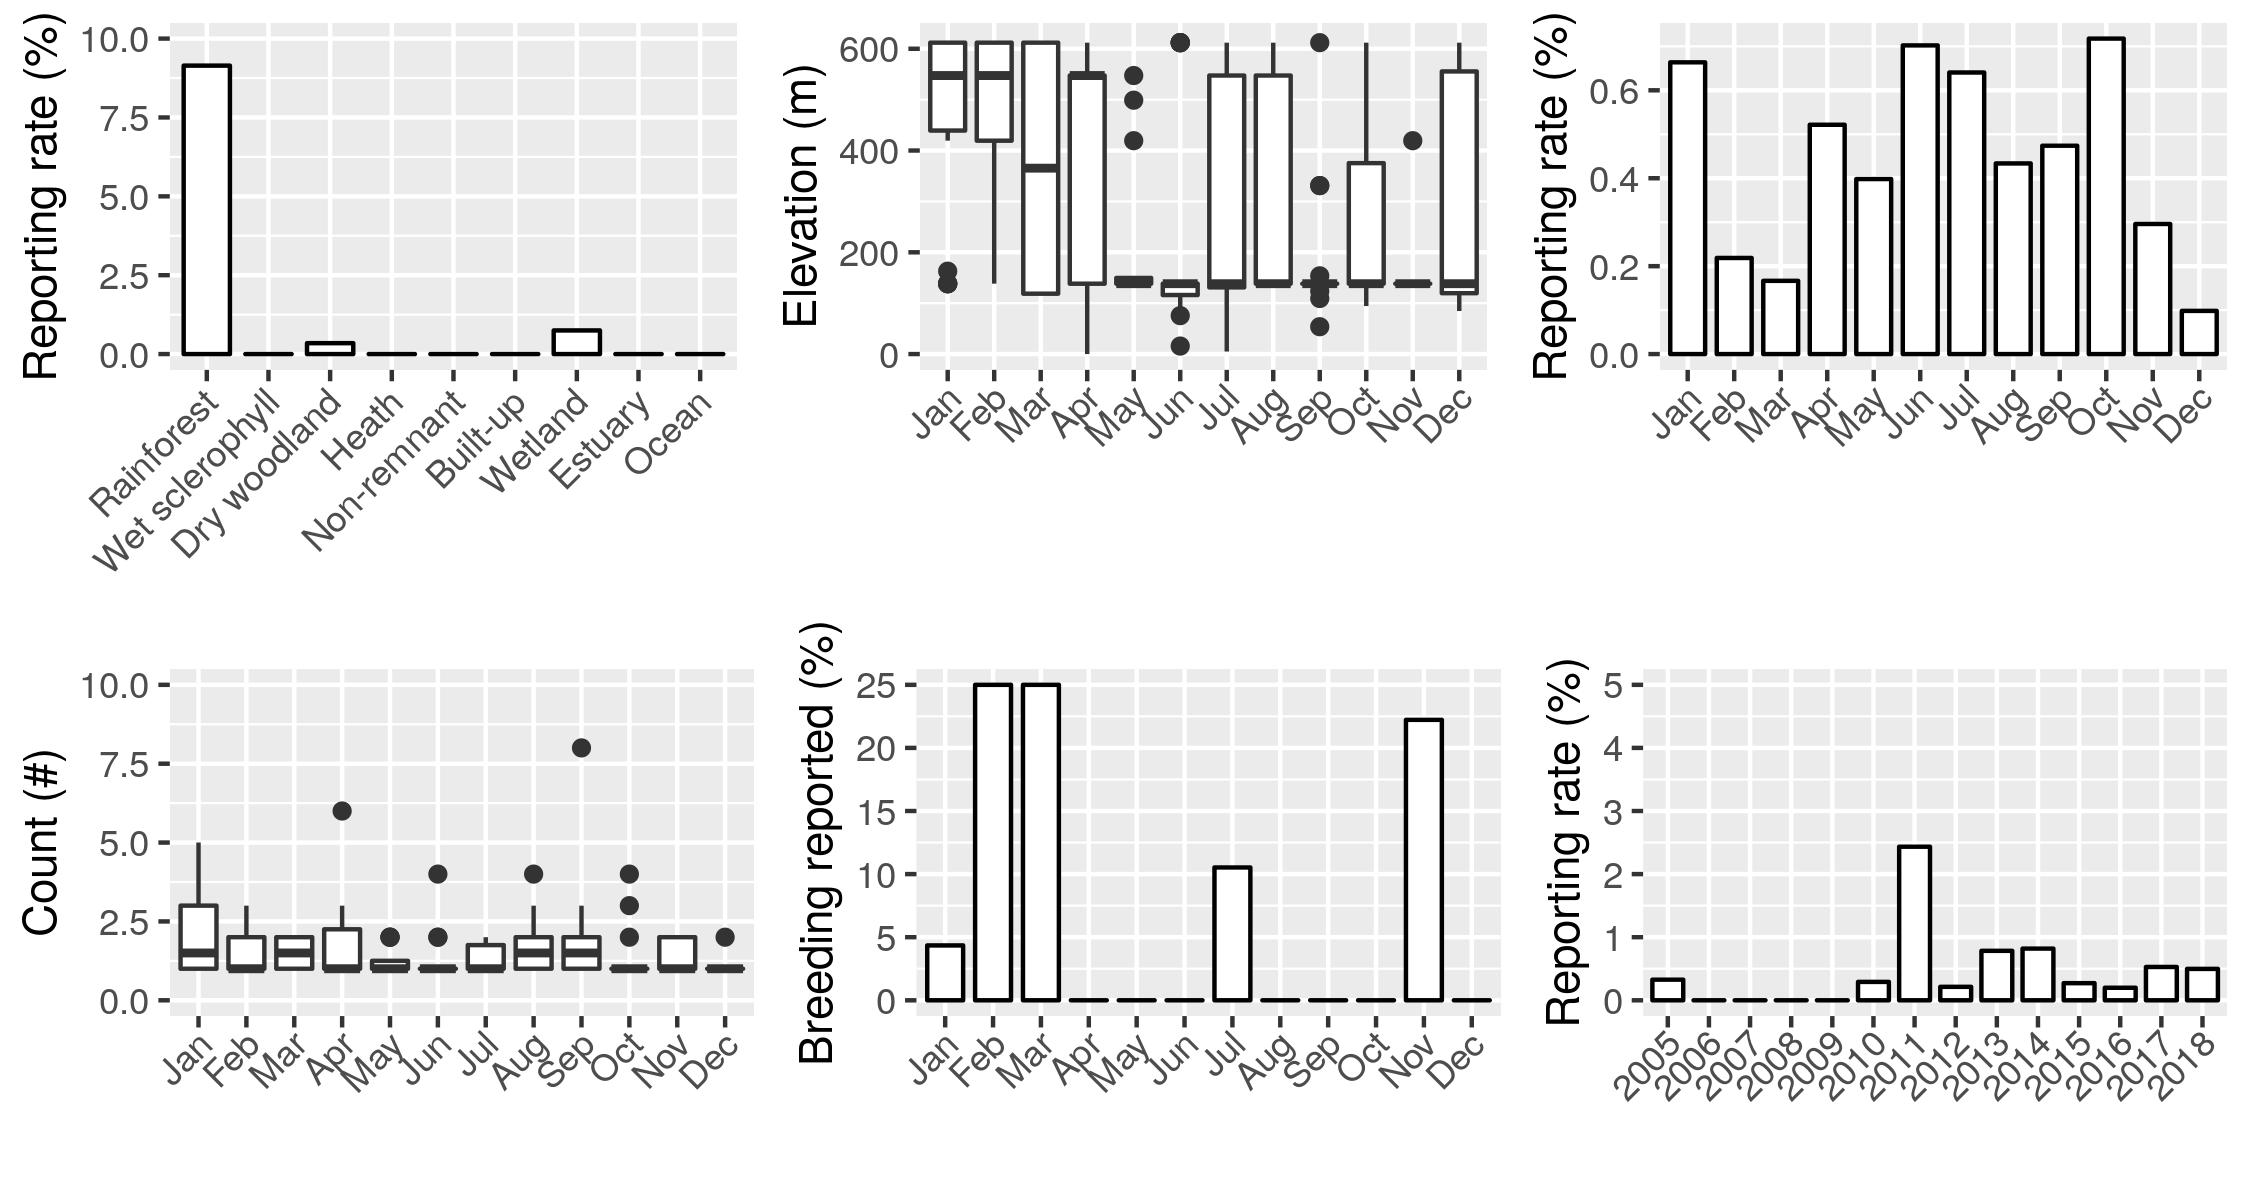 Reporting rate (%)
10.0
7.5
5.0
2.5
0.0
Rainforest
Wet sclerophyll
Dry woodland
Heath
Non-remnant
Built-up
Wetland
Estuary
Ocean
Elevation (m)
600
400
200
0
Jan
Feb
Mar
Apr
May
Jun
Jul
Aug
Sep
Oct
Nov
Dec
Reporting rate (%)
0.6
0.4
0.2
0.0
Jan
Feb
Mar
Apr
May
Jun
Jul
Aug
Sep
Oct
Nov
Dec
Count (#)
10.0
7.5
5.0
2.5
0.0
Jan
Feb
Mar
Apr
May
Jun
Jul
Aug
Sep
Oct
Nov
Dec
Breeding reported (%)
25
20
15
10
5
0
Jan
Feb
Mar
Apr
May
Jun
Jul
Aug
Sep
Oct
Nov
Dec
Reporting rate (%)
5
4
3
2
1
0
2005
2006
2007
2008
2009
2010
2011
2012
2013
2014
2015
2016
2017
2018